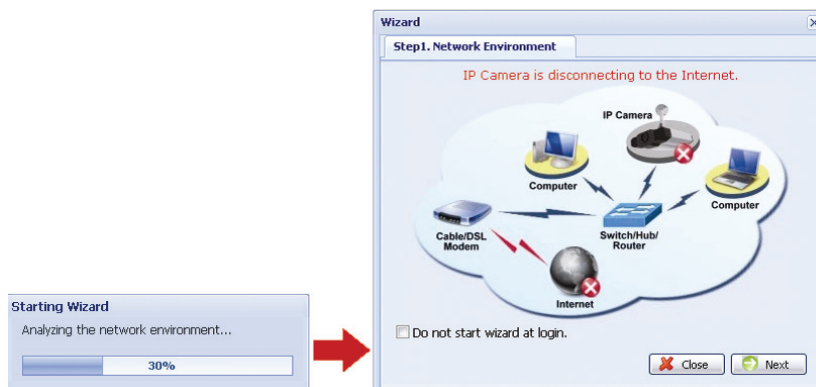 Starting Wizard
Analyzing the network environment...
30%
Wizard
Step1. Network Environment
IP Camera is disconnecting to the Internet.
IP Camera
Computer
Computer
Cable/DSL
Modem
Switch/Hub/
Router
Internet
Do not start wizard at login.
Close
Next